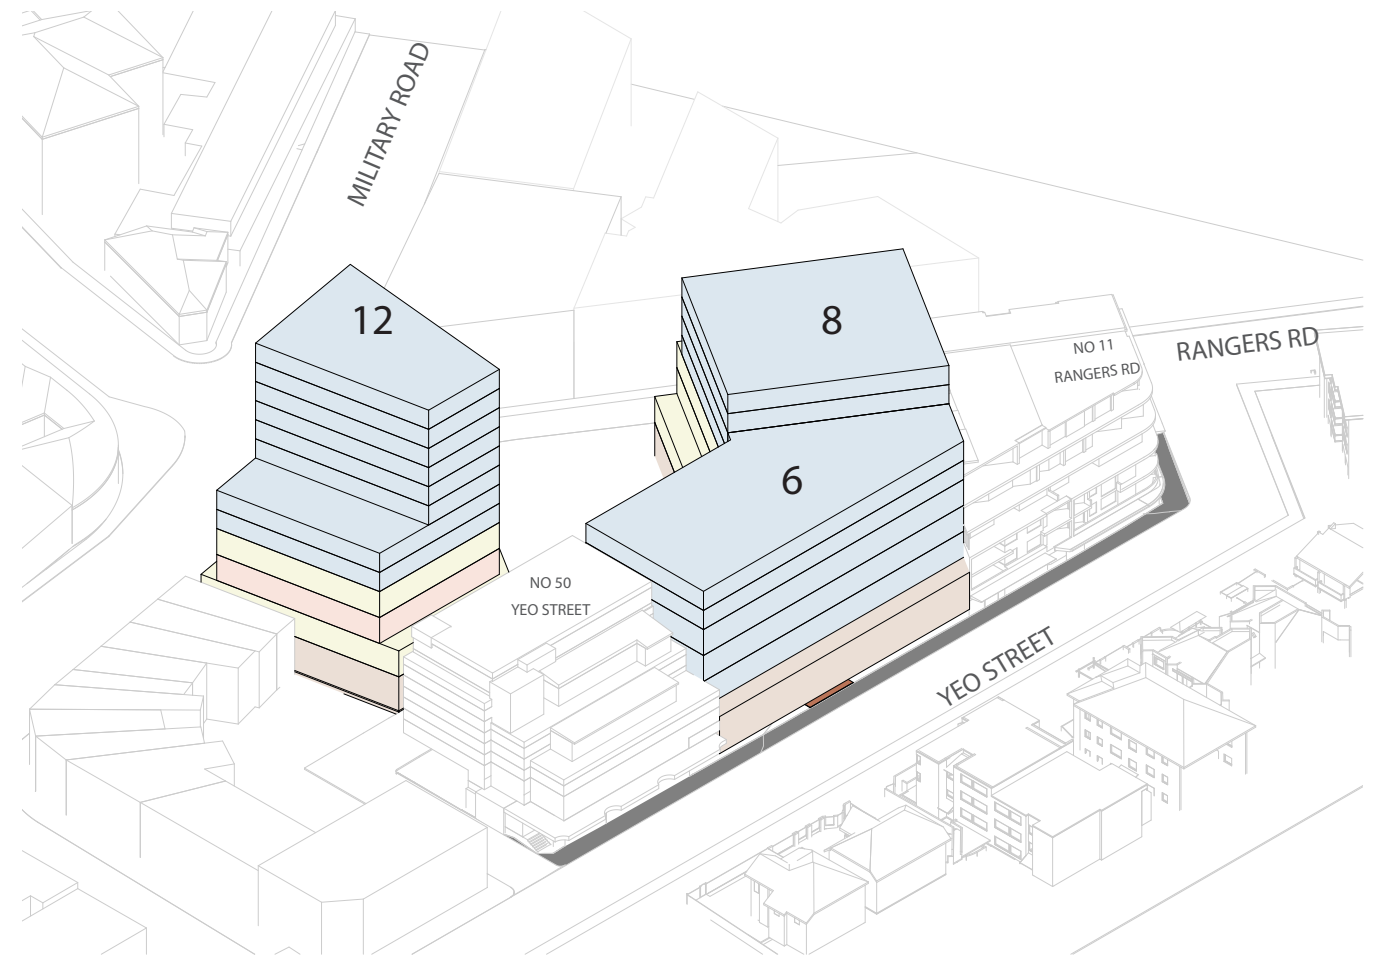 MILITARY ROAD
12
8
RANGERS RD
NO 11
RANGERS RD
6
NO 50
YEO STREET
YEO STREET